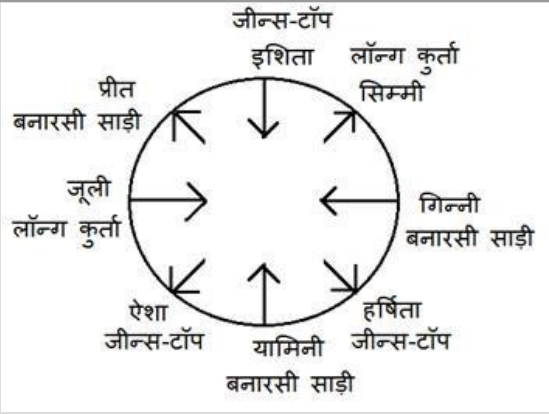 जीन्स-टॉप
इशिता
लॉन्ग कुर्ता
सिम्मी
प्रीत
बनारसी साड़ी
जूली
लॉन्ग कुर्ता
गिन्नी
बनारसी साड़ी
ऐशा
जीन्स-टॉप
यामिनी
बनारसी साड़ी
हर्षिता
जीन्स-टॉप